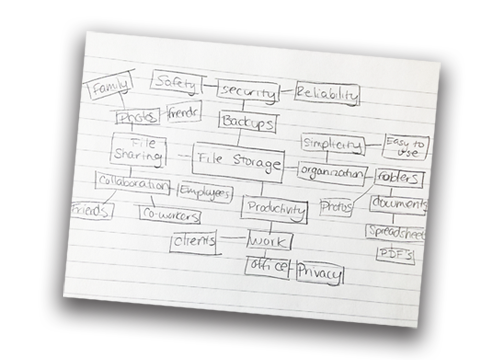 Family
Safety
security
Reliability
Photos
friends
Backups
Simplicity
Easy to
use
File
Sharing
File Storage
organization
Folders
Collaboration
Employees
Photos
documents
Friends
Co-workers
Productivity
Spreadsheets
Clients
Work
PDF's
office
Privacy